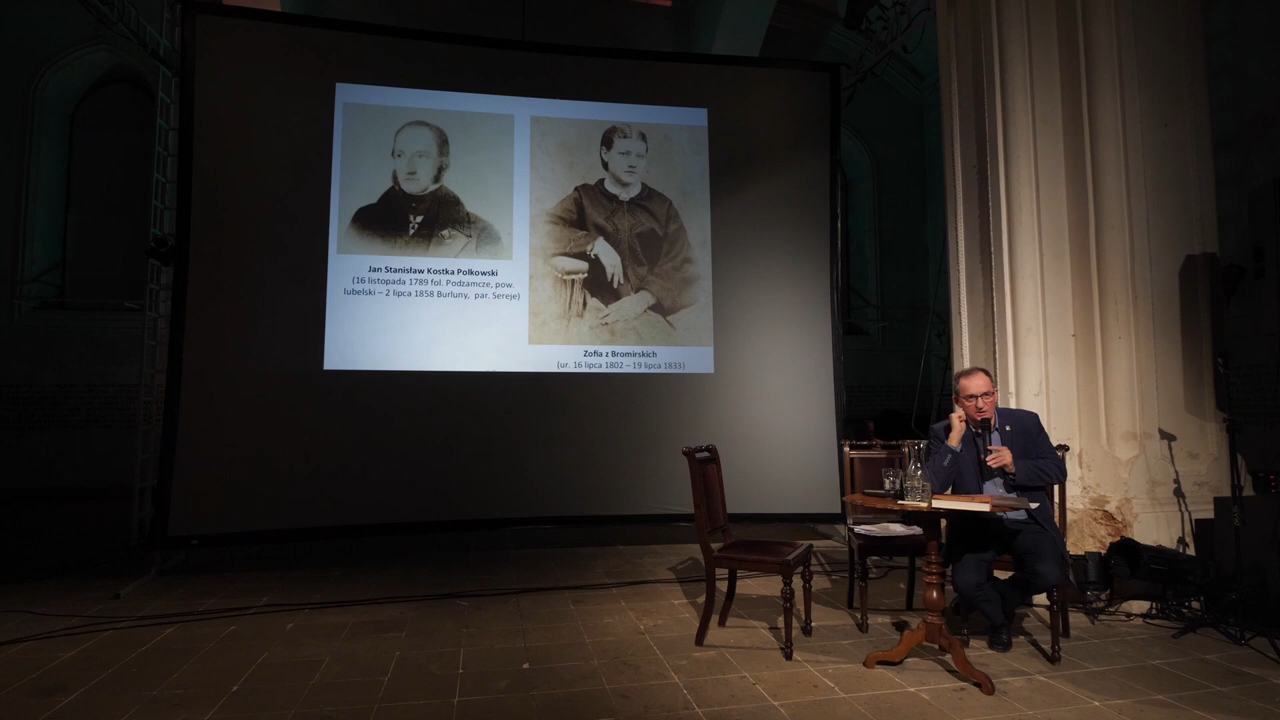 Jan Stanisław Kostka Polkowski
(16 listopada 1789 fol. Podzamcze, pow.
lubelski – 2 lipca 1858 Burluny, par. Sereje)
Zofia z Bromirskich
(ur. 16 lipca 1802 – 19 lipca 1833)